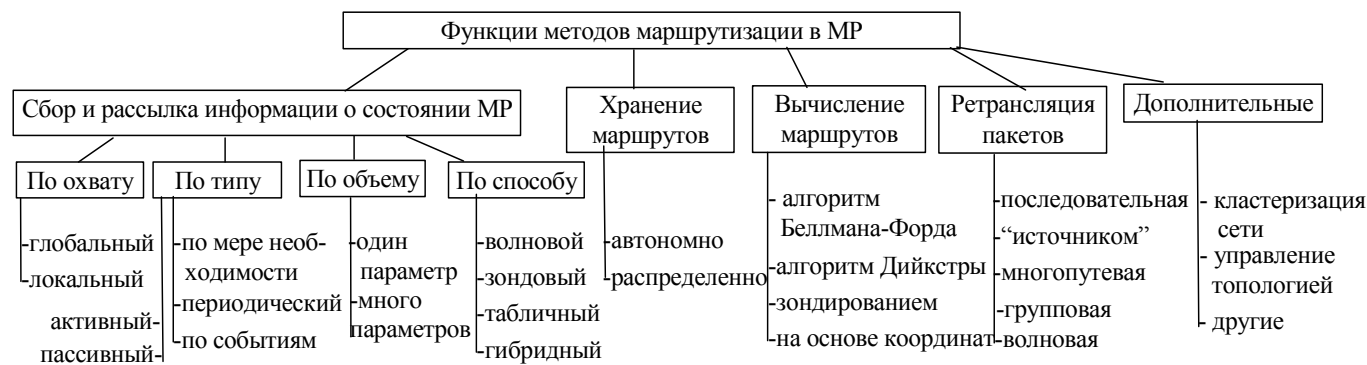 Функции методов маршрутизации в МР
Сбор и рассылка информации о состоянии МР
Хранение
маршрутов
Вычисление
маршрутов
Ретрансляция
пакетов
Дополнительные
По охвату
По типу
По объему
По способу
-глобальный
-локальный
-по мере необ-
ходимости
-периодический
-по событиям
активный-
пассивный-
-один
параметр
-много
параметров
-волновой
-зондовый
-табличный
-гибридный
-автономно
-распределенно
- алгоритм
Беллмана-Форда
-алгоритм Дийкстры
-зондированием
-на основе координат
-последовательная
-“источником”
-многопутевая
-групповая
-волновая
- кластеризация
сети
- управление
топологией
- другие